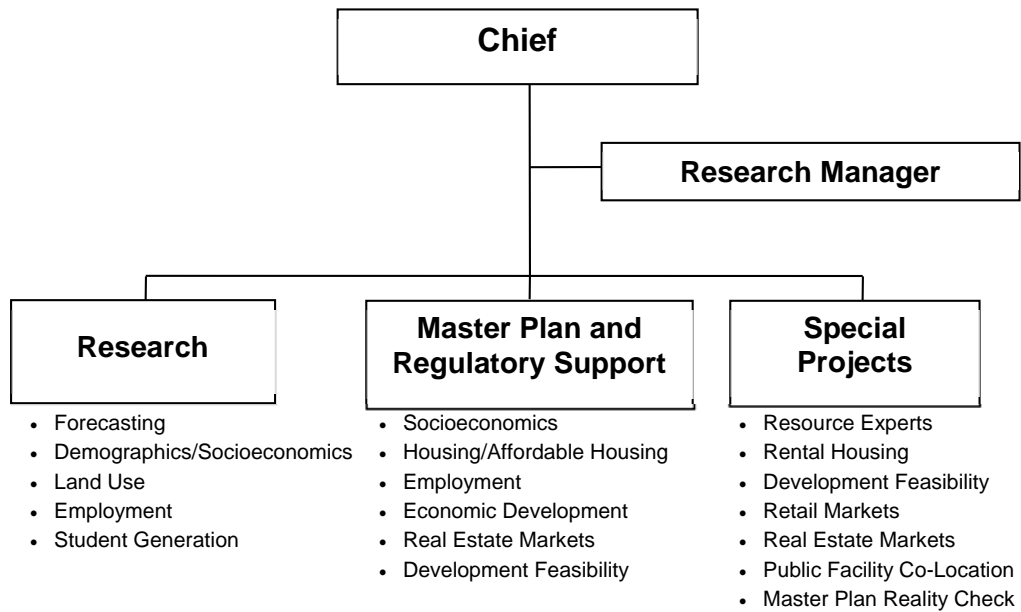 Chief
Research Manager
Research
Master Plan and
Regulatory Support
Special
Projects
• Forecasting
• Demographics/Socioeconomics
• Land Use
• Employment
• Student Generation
• Socioeconomics
• Housing/Affordable Housing
• Employment
• Economic Development
• Real Estate Markets
• Development Feasibility
• Resource Experts
• Rental Housing
• Development Feasibility
• Retail Markets
• Real Estate Markets
• Public Facility Co-Location
• Master Plan Reality Check